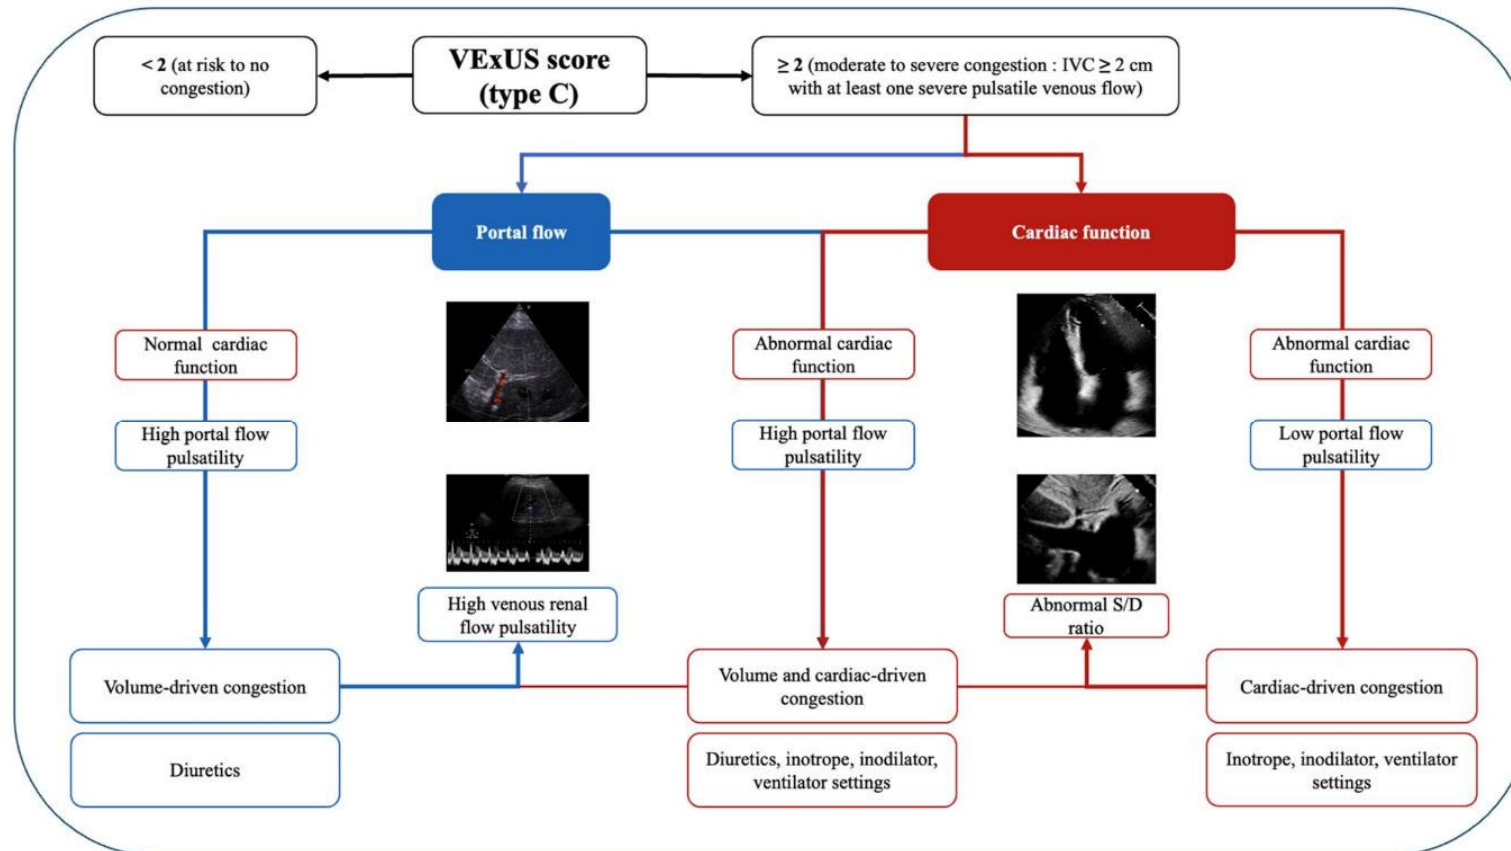 < 2 (at risk to no
congestion)
VExUS score
(type C)
≥ 2 (moderate to severe congestion : IVC ≥ 2 cm
with at least one severe pulsatile venous flow)
Portal flow
Cardiac function
Normal cardiac
function
Abnormal cardiac
function
Abnormal cardiac
function
High portal flow
pulsatility
High portal flow
pulsatility
Low portal flow
pulsatility
High venous renal
flow pulsatility
Abnormal S/D
ratio
Volume-driven congestion
Volume and cardiac-driven
congestion
Cardiac-driven congestion
Diuretics
Diuretics, inotrope, inodilator,
ventilator settings
Inotrope, inodilator, ventilator
settings